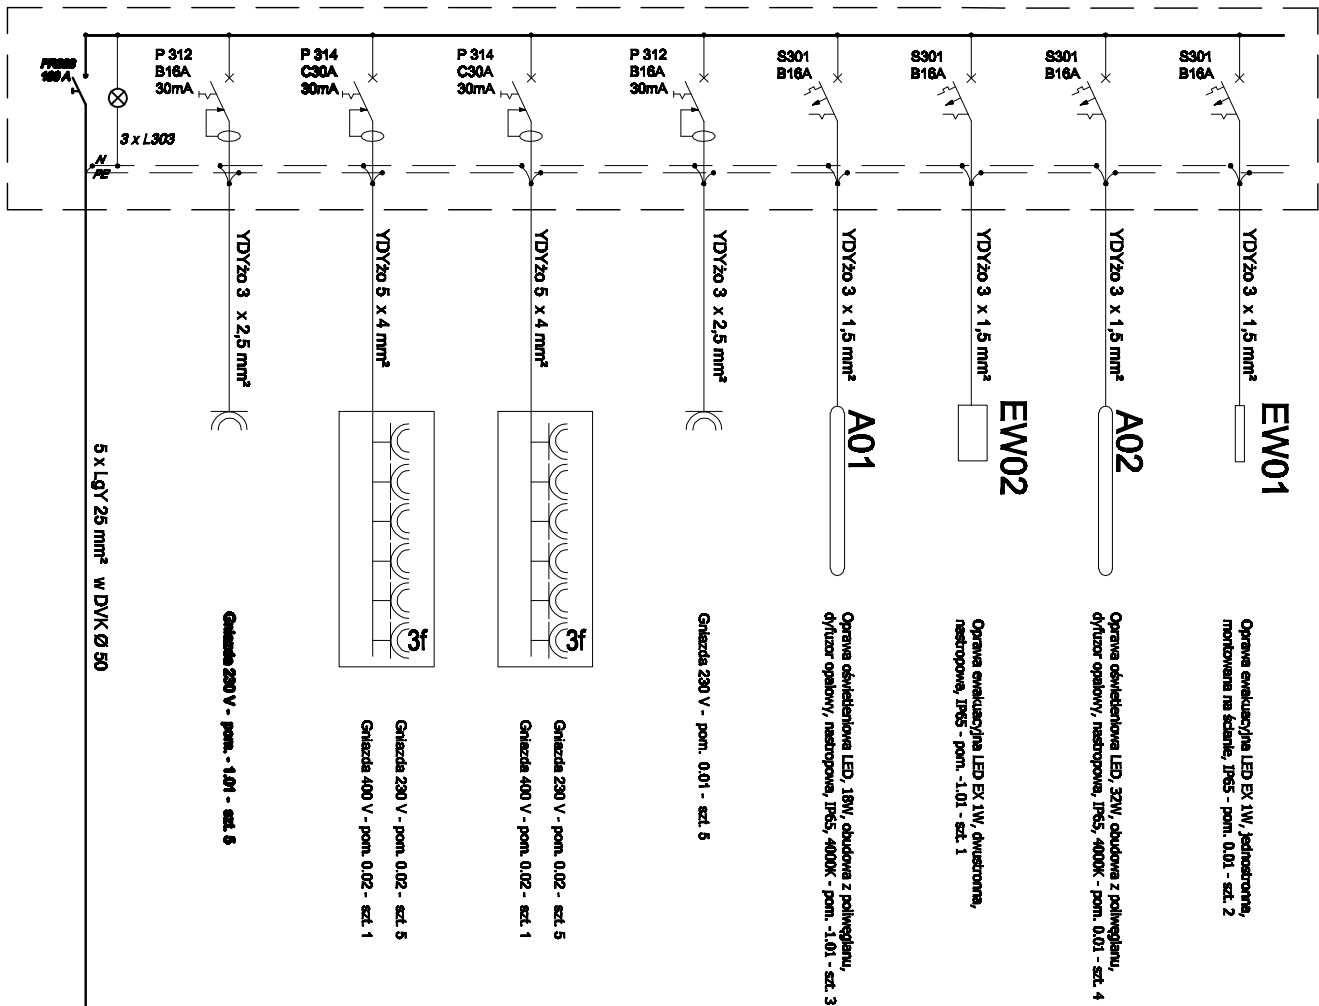 P 312
B16A
30mA
P 314
C30A
30mA
P 314
C30A
30mA
P 312
B16A
30mA
S301
B16A
S301
B16A
S301
B16A
S301
B16A
3 x L303
N
PE
YDYżo 3 x 2,5 mm²
YDYżo 5 x 4 mm²
YDYżo 5 x 4 mm²
YDYżo 3 x 2,5 mm²
YDYżo 3 x 1,5 mm²
YDYżo 3 x 1,5 mm²
YDYżo 3 x 1,5 mm²
YDYżo 3 x 1,5 mm²
A01
EW02
A02
EW01
3f
3f
5 x LgY 25 mm² w DVK Ø 50
Gniazda 230 V - pom. - 1.01 - szt. 5
Gniazda 230 V - pom. 0.02 - szt. 5
Gniazda 400 V - pom. 0.02 - szt. 1
Gniazda 230 V - pom. 0.02 - szt. 5
Gniazda 400 V - pom. 0.02 - szt. 1
Gniazda 230 V - pom. 0.01 - szt. 5
Oprawa oświetleniowa LED, 18W, obudowa z poliwęglanu,
dyfuzor opalowy, nastropowa, IP65, 4000K - pom. -1.01 - szt. 3
Oprawa ewakuacyjna LED EX 1W, dwustronna,
nastropowa, IP65 - pom. -1.01 - szt. 1
Oprawa oświetleniowa LED, 32W, obudowa z poliwęglanu,
dyfuzor opalowy, nastropowa, IP65, 4000K - pom. 0.01 - szt. 4
Oprawa ewakuacyjna LED EX 1W, jednostronna,
montowana na ścianie, IP65 - pom. 0.01 - szt. 2